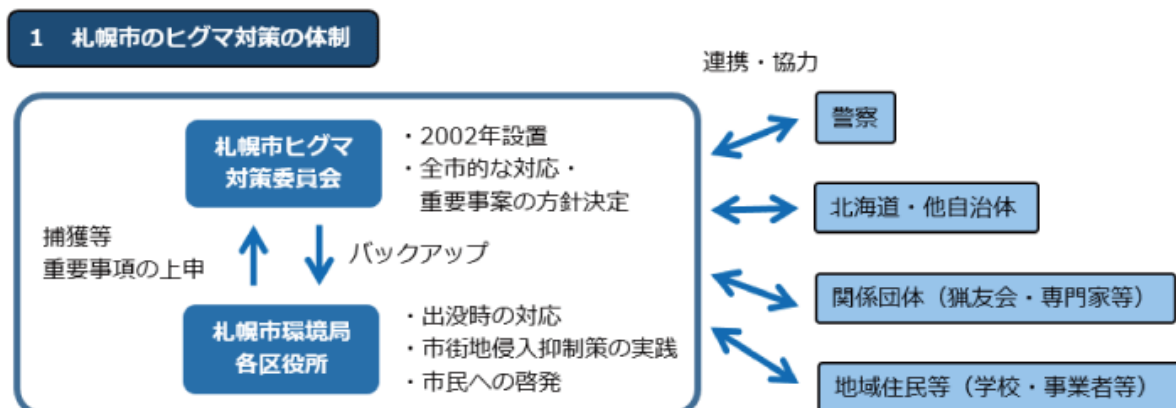 1 札幌市のヒグマ対策の体制
連携・協力
札幌市ヒグマ
対策委員会
・2002年設置
・全市的な対応・
重要事案の方針決定
捕獲等
重要事項の上申
バックアップ
札幌市環境局
各区役所
・出没時の対応
・市街地侵入抑制策の実践
・市民への啓発
警察
北海道・他自治体
関係団体（猟友会・専門家等）
地域住民等（学校・事業者等）